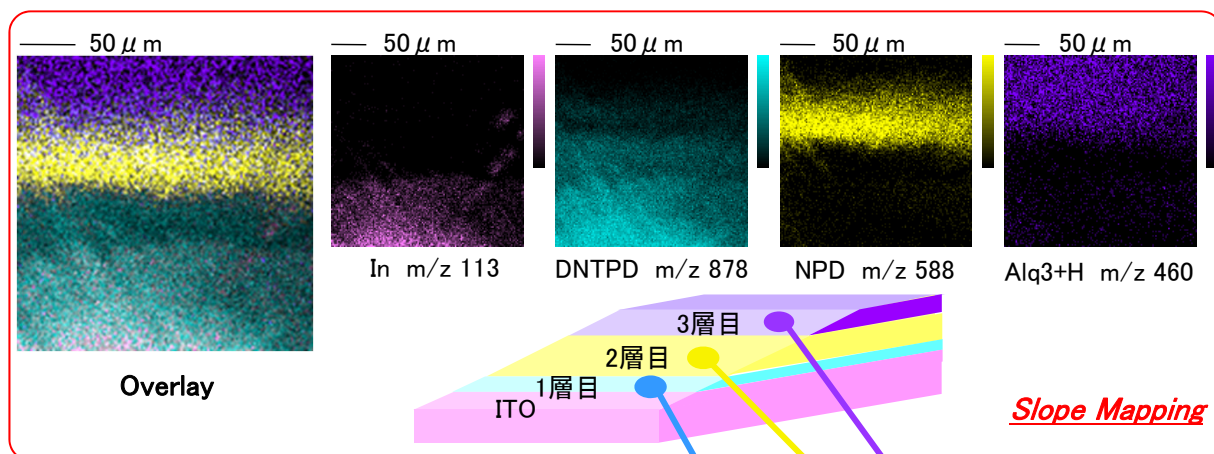 50μm
50μm
50μm
50μm
50μm
In m/z 113
DNTPD m/z 878
NPD m/z 588
Alq3+H m/z 460
Overlay
3層目
2層目
1層目
ITO
Slope Mapping